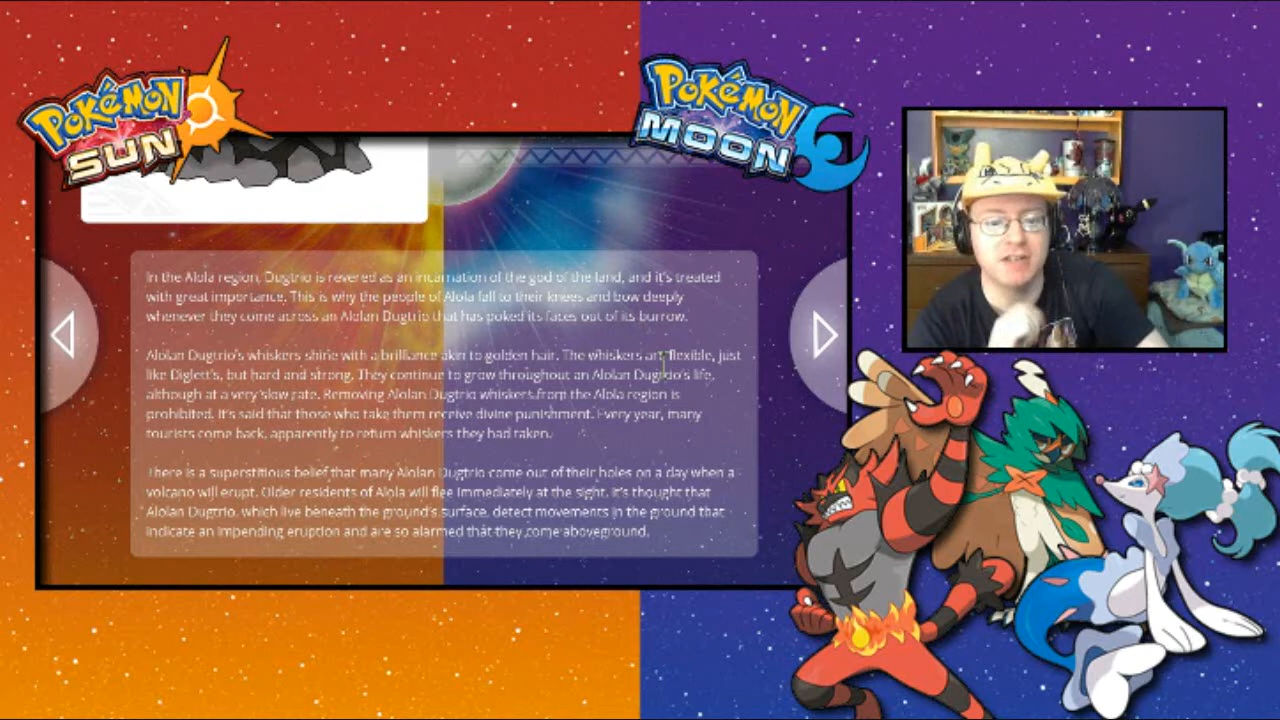 POKéMON
SUN
POKéMON
MOON
In the Alola region, Dugtrio is revered as an incarnation of the god of the land, and it's treated
with great importance. This is why the people of Alola fall to their knees and bow deeply
whenever they come across an Alolan Dugtrio that has poked its faces out of its burrow.
Alolan Dugtrio's whiskers shine with a brilliance akin to golden hair. The whiskers are flexible, just
like Diglett's, but hard and strong. They continue to grow throughout an Alolan Dugtrio's life,
although at a very slow rate. Removing Alolan Dugtrio whiskers from the Alola region is
prohibited. It's said that those who take them receive divine punishment. Every year, many
tourists come back, apparently to return whiskers they had taken.
There is a superstitious belief that many Alolan Dugtrio come out of their holes on a day when a
volcano will erupt. Older residents of Alola will flee immediately at the sight. It's thought that
Alolan Dugtrio, which live beneath the ground's surface, detect movements in the ground that
indicate an impending eruption and are so alarmed that they come aboveground.